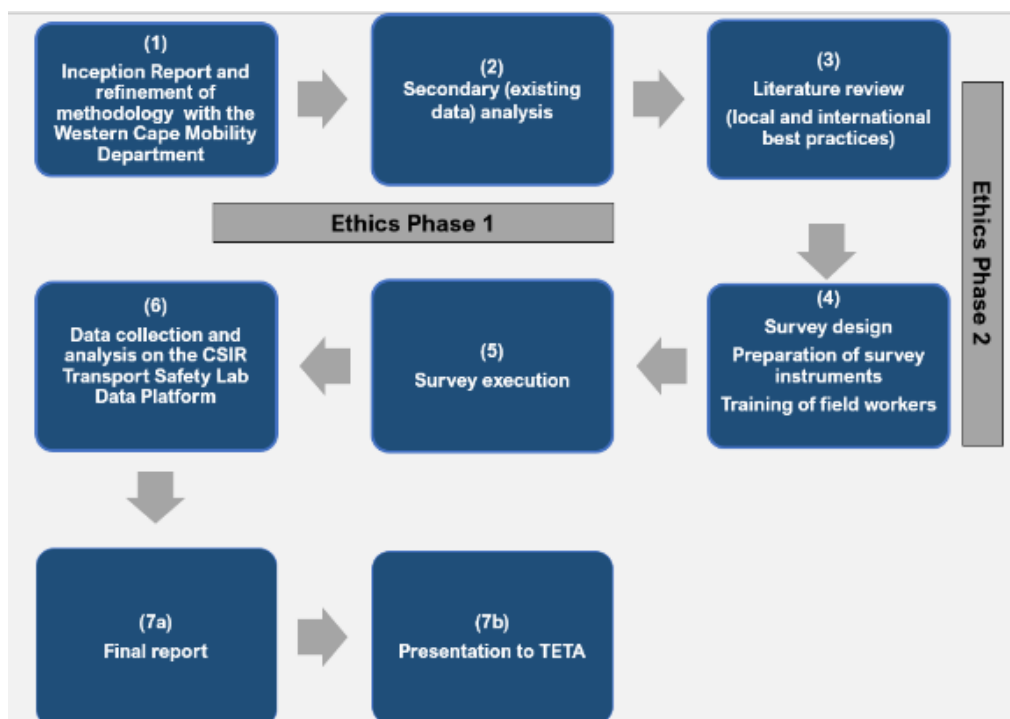 (1)
Inception Report and
refinement of
methodology with the
Western Cape Mobility
Department
(2)
Secondary (existing
data) analysis
(3)
Literature review
(local and international
best practices)
Ethics Phase 1
Ethics Phase 2
(4)
Survey design
Preparation of survey
instruments
Training of field workers
(5)
Survey execution
(6)
Data collection and
analysis on the CSIR
Transport Safety Lab
Data Platform
(7a)
Final report
(7b)
Presentation to TETA